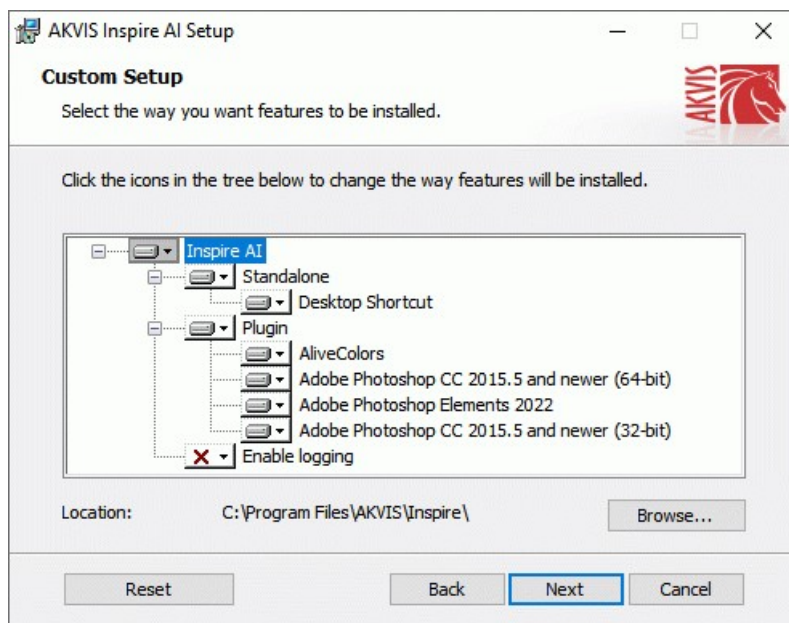 AKVIS Inspire AI Setup
Custom Setup
Select the way you want features to be installed.
AKVIS
Click the icons in the tree below to change the way features will be installed.
Inspire AI
Standalone
Desktop Shortcut
Plugin
AliveColors
Adobe Photoshop CC 2015.5 and newer (64-bit)
Adobe Photoshop Elements 2022
Adobe Photoshop CC 2015.5 and newer (32-bit)
Enable logging
Location: C:\Program Files\AKVIS\Inspire\ Browse...
Reset Back Next Cancel